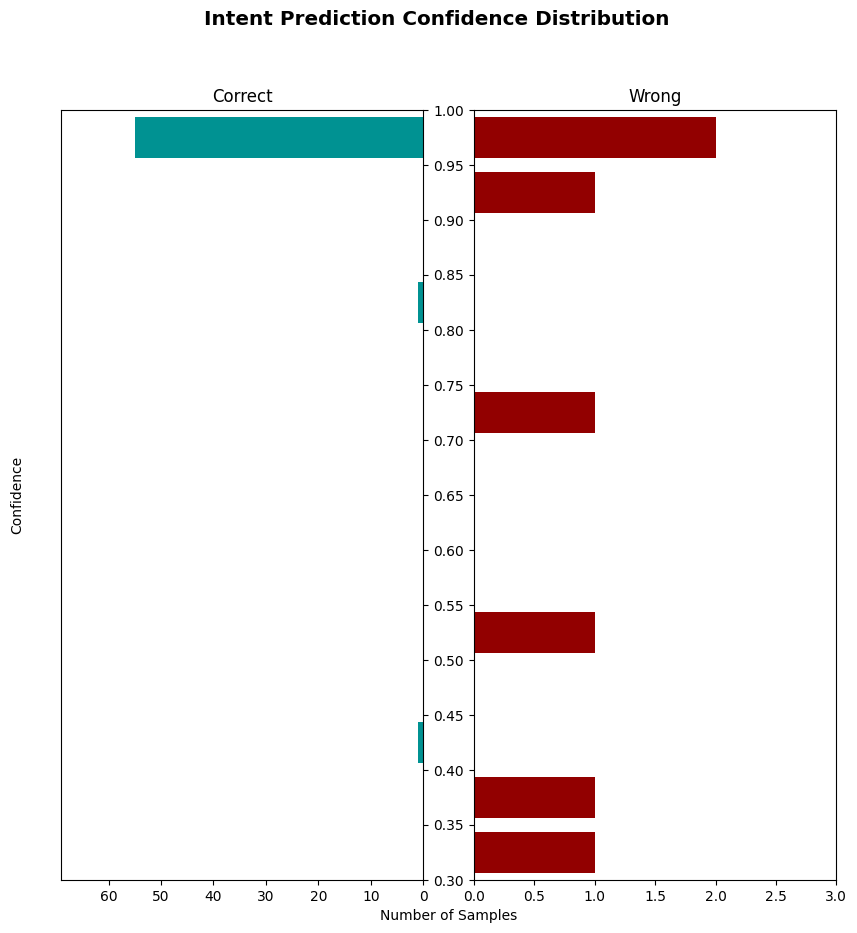 Intent Prediction Confidence Distribution
Correct
Wrong
1.00
0.95
0.90
0.85
0.80
0.75
0.70
0.65
0.60
0.55
0.50
0.45
0.40
0.35
0.30
Confidence
60 50 40 30 20 10 0
0.0 0.5 1.0 1.5 2.0 2.5 3.0
Number of Samples